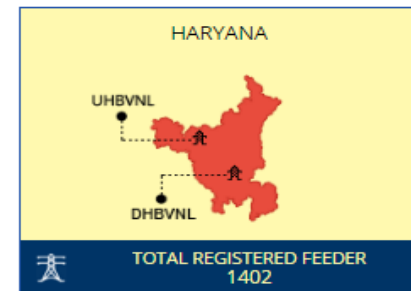 HARYANA
UHBVNL
DHBVNL
TOTAL REGISTERED FEEDER
1402